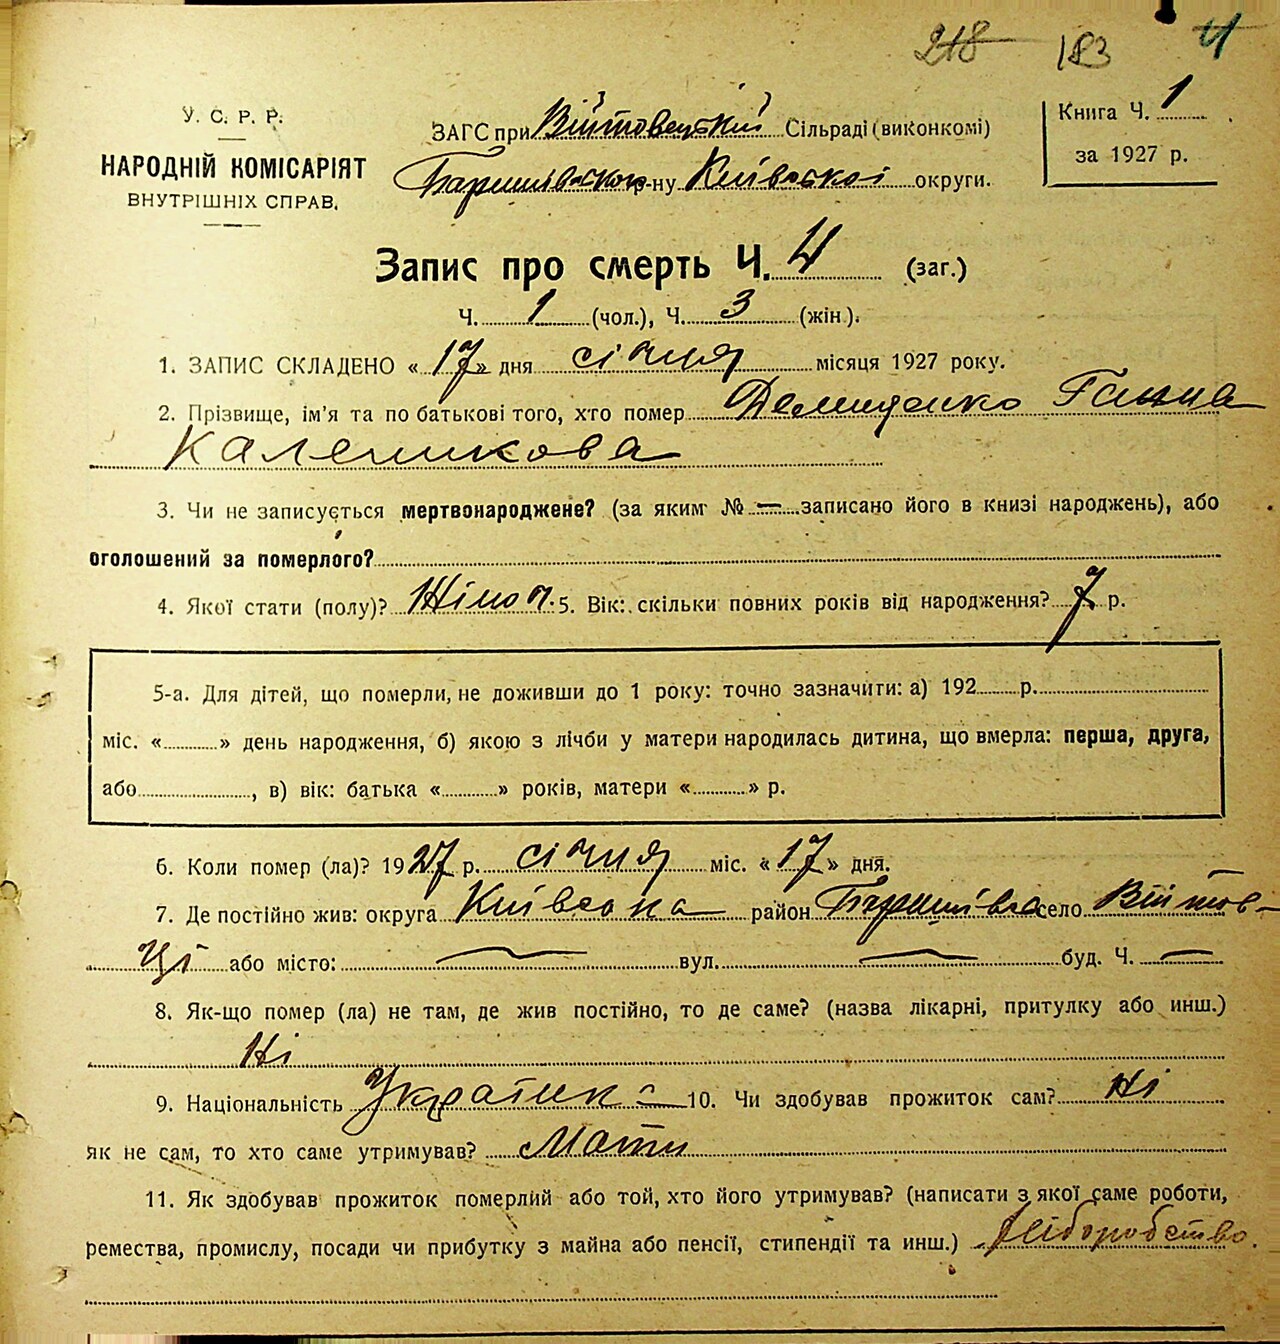 218 183 4
У. С. Р. Р.
НАРОДНІЙ КОМІСАРІЯТ
ВНУТРІШНІХ СПРАВ.
ЗАГС при Війтовецькій Сільраді (виконкомі)
Баришівському р-ну Київської округи.
Книга Ч. 1
за 1927 р.
Запис про смерть Ч. 4 (заг.)
Ч. 1 (чол.), Ч. 3 (жін).
1. ЗАПИС СКЛАДЕНО «17» дня січня місяця 1927 року.
2. Прізвище, ім'я та по батькові того, хто помер Демиденко Ганна
Каленикова
3. Чи не записується мертвонароджене? (за яким № — записано його в книзі народжень), або
оголошений за померлого?
4. Якої стати (полу)? Жіноч. 5. Вік: скільки повних років від народження? 7 р.
5-а. Для дітей, що померли, не доживши до 1 року: точно зазначити: а) 192 р.
міс. « » день народження, б) якою з лічби у матери народилась дитина, що вмерла: перша, друга,
або , в) вік: батька « » років, матери « » р.
6. Коли помер (ла)? 1927 р. січня міс. «17» дня.
7. Де постійно жив: округа Київська район Баришівка село Війтов-
ці або місто: — вул. — буд. Ч. —
8. Як-що помер (ла) не там, де жив постійно, то де саме? (назва лікарні, притулку або инш.)
Ні
9. Національність Українка 10. Чи здобував прожиток сам? Ні
як не сам, то хто саме утримував? Мати
11. Як здобував прожиток померлий або той, хто його утримував? (написати з якої саме роботи,
ремества, промислу, посади чи прибутку з майна або пенсії, стипендії та инш.) Хліборобство.